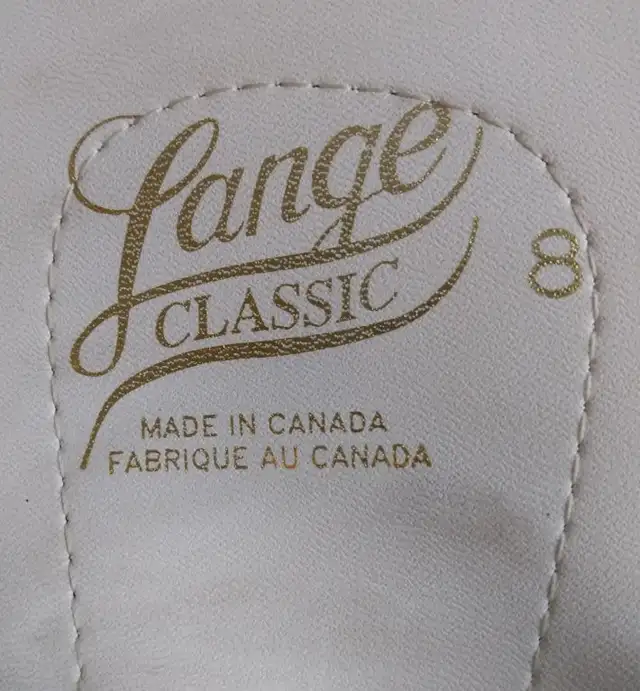 Lange
CLASSIC
8
MADE IN CANADA
FABRIQUE AU CANADA